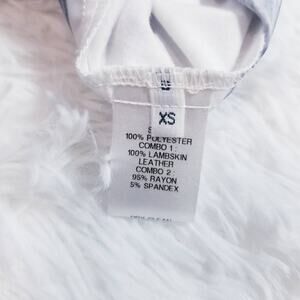 XS
100% POLYESTER
COMBO 1 :
100% LAMBSKIN
LEATHER
COMBO 2 :
95% RAYON
5% SPANDEX